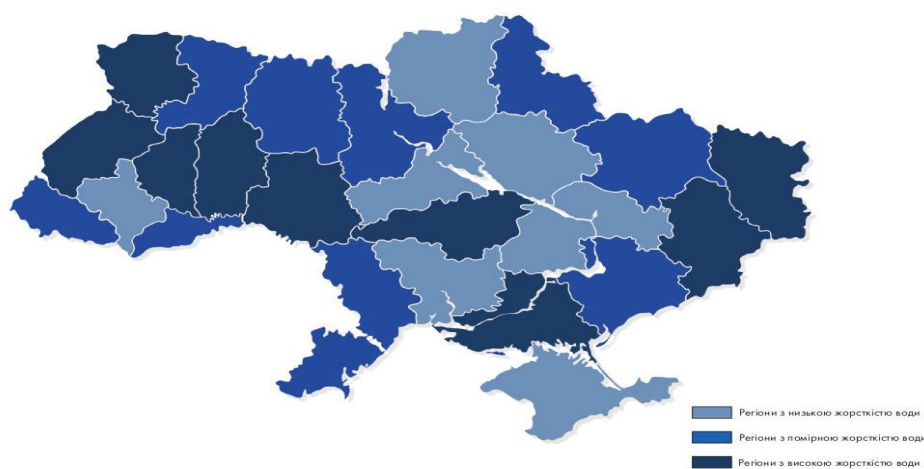 Регіони з низькою жорсткістю води
Регіони з помірною жорсткістю води
Регіони з високою жорсткістю води